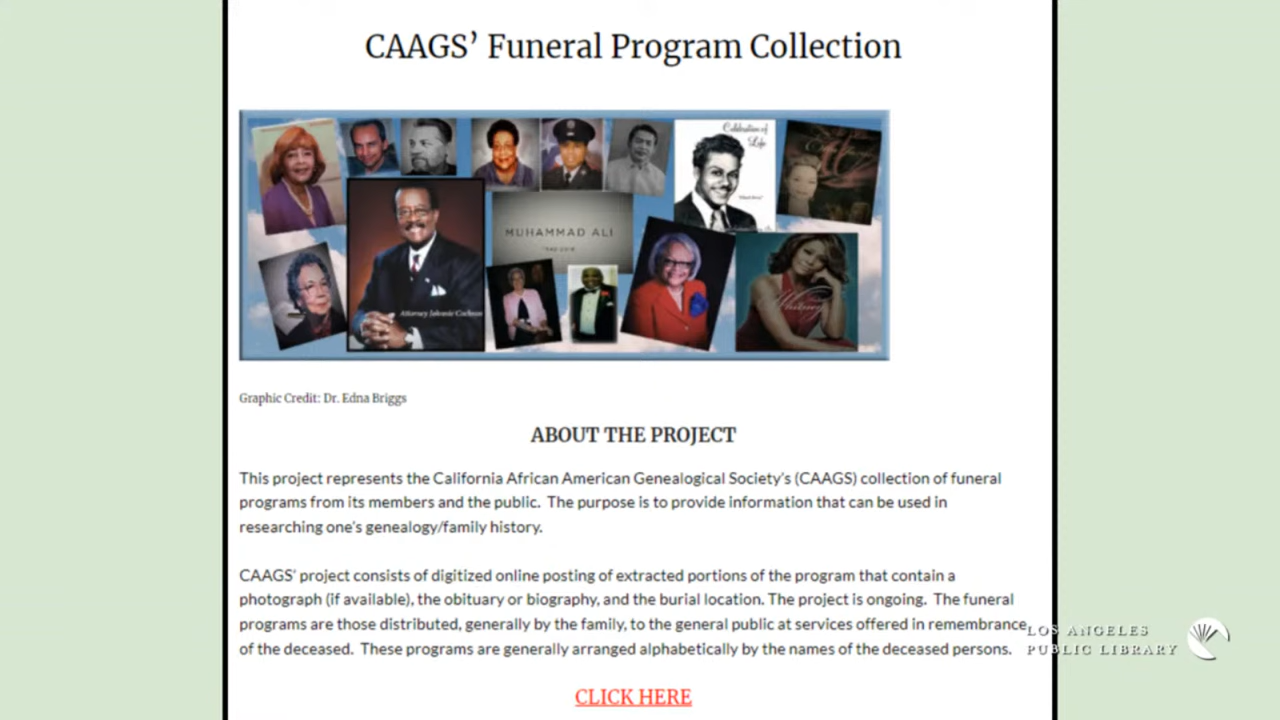 CAAGS’ Funeral Program Collection
Celebration of Life
MUHAMMAD ALI
Attorney Johnnie Cochran
Whitney
Graphic Credit: Dr. Edna Briggs
ABOUT THE PROJECT
This project represents the California African American Genealogical Society’s (CAAGS) collection of funeral
programs from its members and the public.  The purpose is to provide information that can be used in
researching one’s genealogy/family history.
CAAGS’ project consists of digitized online posting of extracted portions of the program that contain a
photograph (if available), the obituary or biography, and the burial location. The project is ongoing.  The funeral
programs are those distributed, generally by the family, to the general public at services offered in remembrance
of the deceased.  These programs are generally arranged alphabetically by the names of the deceased persons.
LOS ANGELES
PUBLIC LIBRARY
CLICK HERE